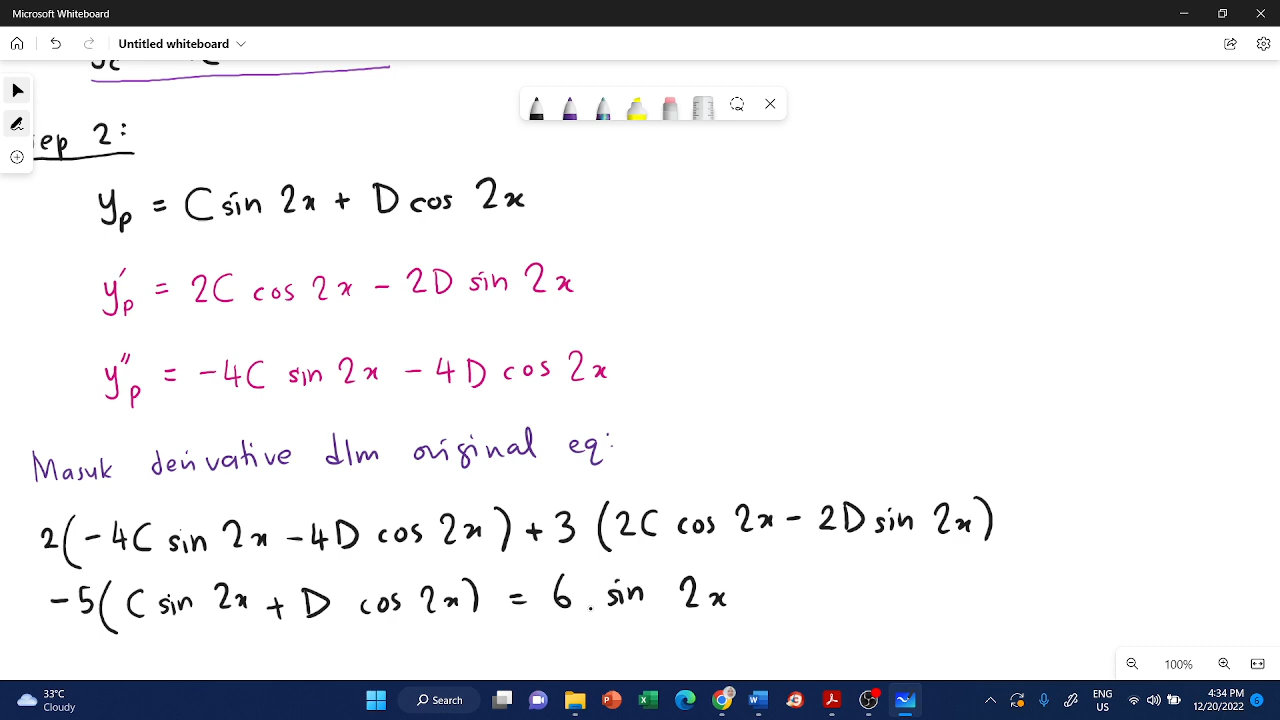 Microsoft Whiteboard
Untitled whiteboard
ep 2:
yp = C sin 2x + D cos 2x
y'p = 2C cos 2x - 2D sin 2x
y"p = -4C sin 2x - 4D cos 2x
Masuk derivative dlm original eq:
2(-4C sin 2x - 4D cos 2x) + 3 (2C cos 2x - 2D sin 2x)
-5(C sin 2x + D cos 2x) = 6 . sin 2x
100%
33°C
Cloudy
Search
ENG
US
4:34 PM
12/20/2022
5